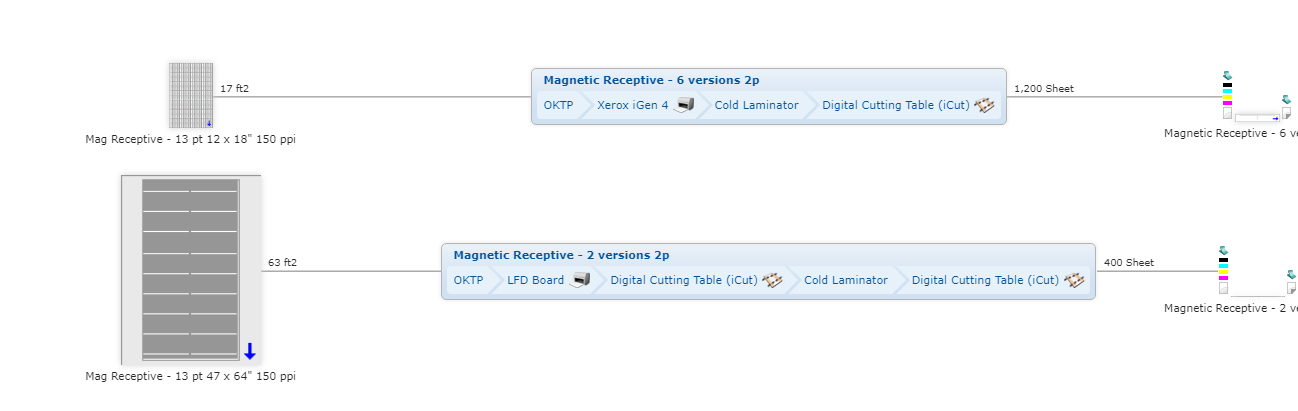 Magnetic Receptive - 6 versions 2p
17 ft2
OKTP Xerox iGen 4 Cold Laminator Digital Cutting Table (iCut)
1,200 Sheet
Mag Receptive - 13 pt 12 x 18" 150 ppi
Magnetic Receptive - 6 ve
Magnetic Receptive - 2 versions 2p
63 ft2
OKTP LFD Board Digital Cutting Table (iCut) Cold Laminator Digital Cutting Table (iCut)
400 Sheet
Magnetic Receptive - 2 ve
Mag Receptive - 13 pt 47 x 64" 150 ppi